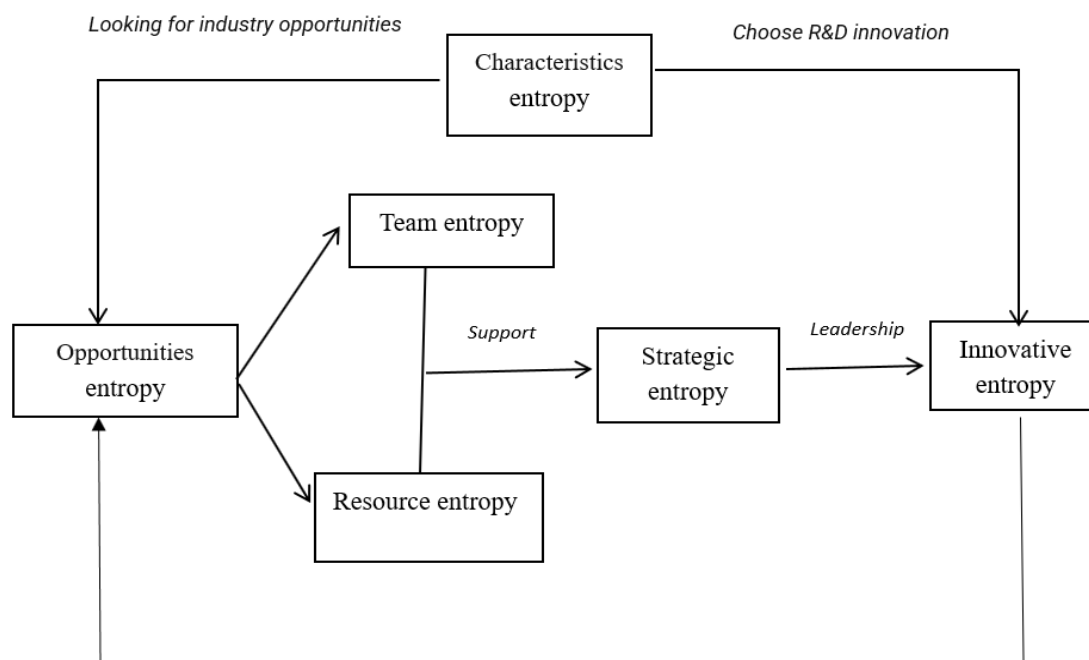 Looking for industry opportunities
Choose R&D innovation
Characteristics
entropy
Team entropy
Support
Leadership
Opportunities
entropy
Strategic
entropy
Innovative
entropy
Resource entropy